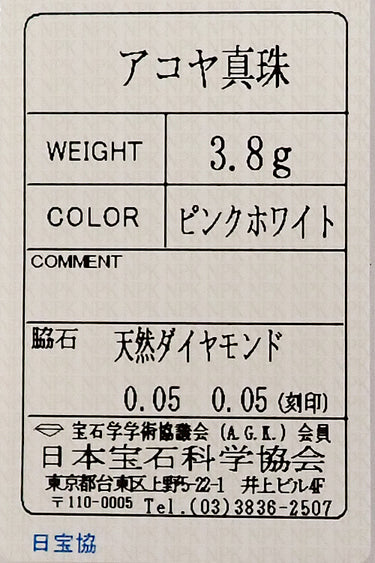 アコヤ真珠
WEIGHT 3.8g
COLOR ピンクホワイト
COMMENT
脇石 天然ダイヤモンド
0.05 0.05 (刻印)
宝石学学術協議会 (A.G.K.) 会員
日本宝石科学協会
東京都台東区上野5-22-1 井上ビル4F
〒110-0005 Tel.(03)3836-2507
日宝協